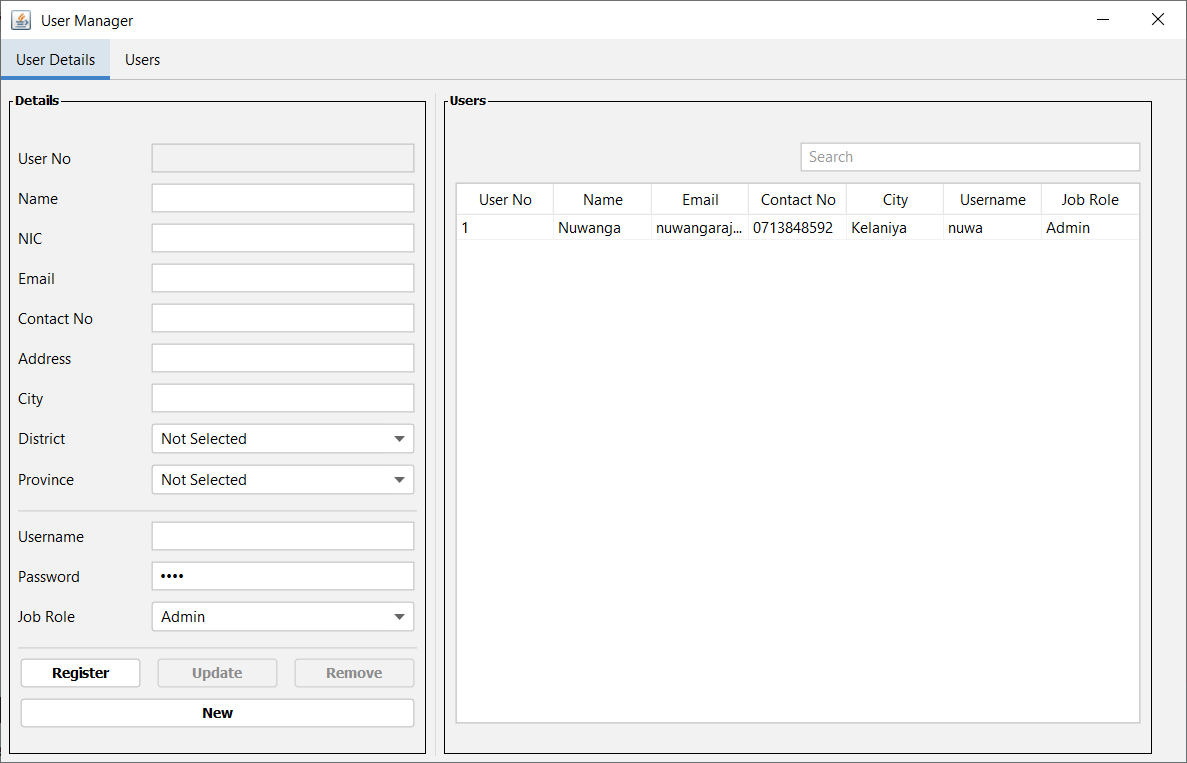 User Manager
User Details Users
Details
User No
Name
NIC
Email
Contact No
Address
City
District Not Selected
Province Not Selected
Username
Password ••••
Job Role Admin
Register Update Remove
New
Users
Search
User No Name Email Contact No City Username Job Role
1 Nuwanga nuwangaraj... 0713848592 Kelaniya nuwa Admin